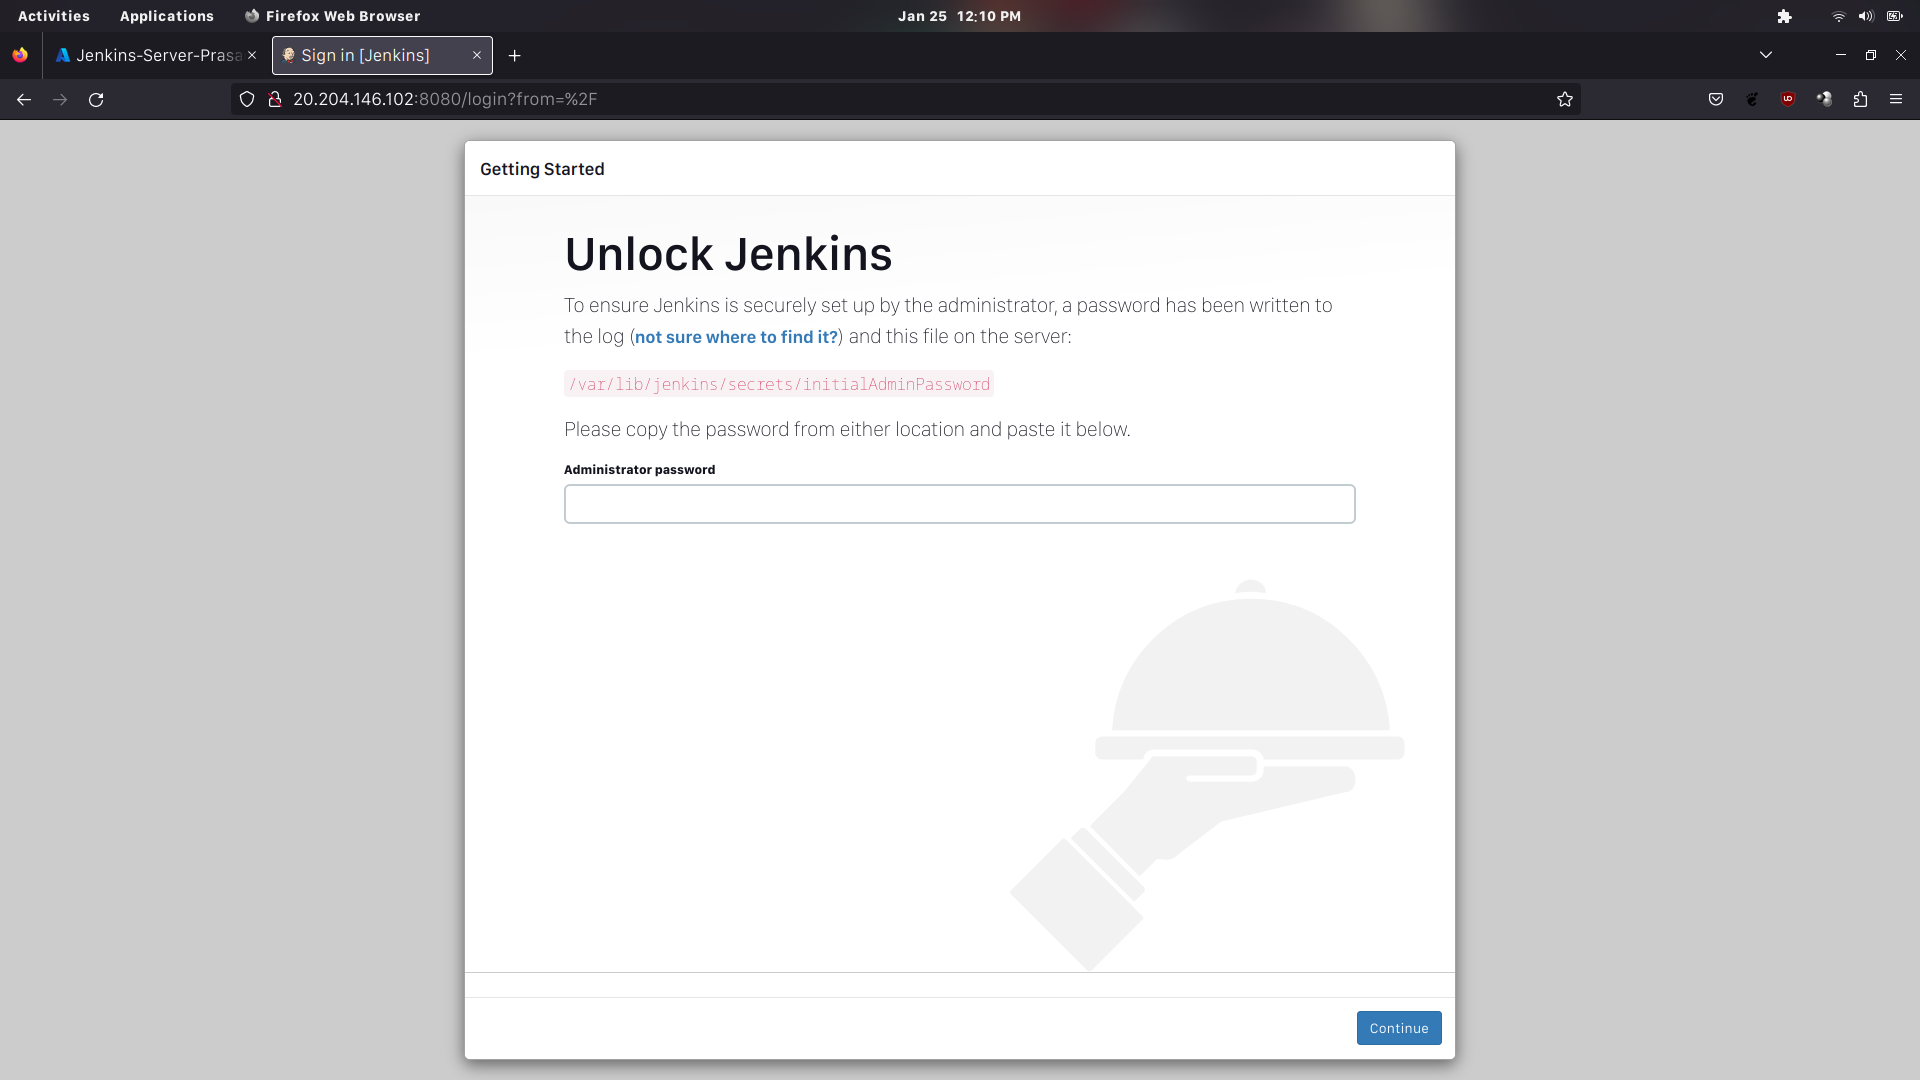 Activities Applications Firefox Web Browser Jan 25 12:10 PM
Jenkins-Server-Prasa Sign in [Jenkins]
20.204.146.102:8080/login?from=%2F
Getting Started
Unlock Jenkins
To ensure Jenkins is securely set up by the administrator, a password has been written to
the log (not sure where to find it?) and this file on the server:
/var/lib/jenkins/secrets/initialAdminPassword
Please copy the password from either location and paste it below.
Administrator password
Continue